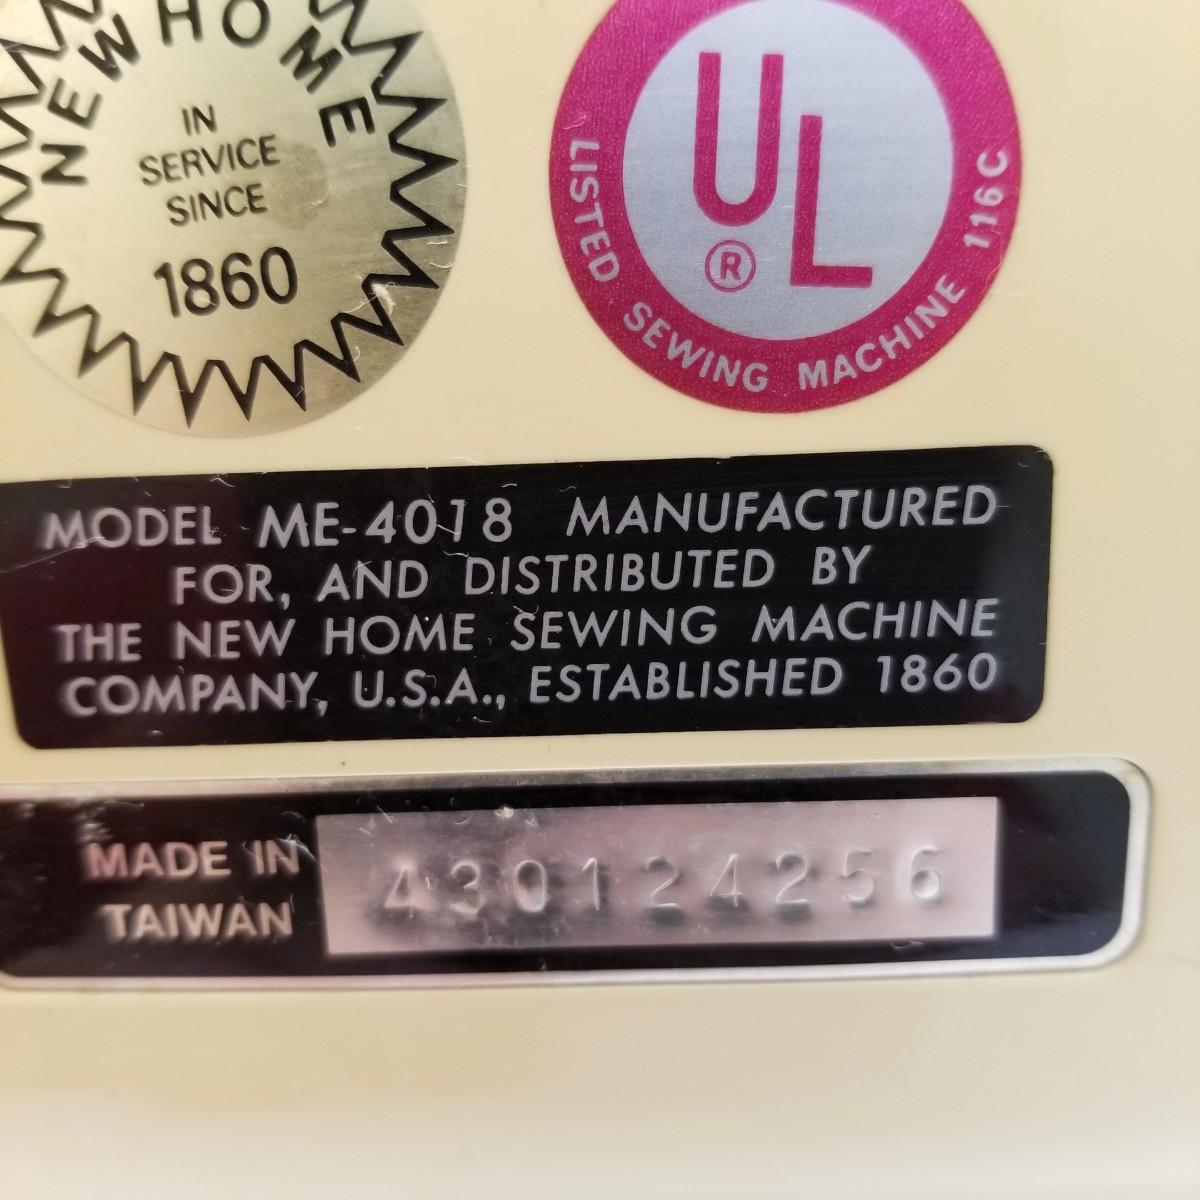 NEW HOME
IN
SERVICE
SINCE
1860
UL
®
LISTED SEWING MACHINE 116C
MODEL ME-4018 MANUFACTURED
FOR, AND DISTRIBUTED BY
THE NEW HOME SEWING MACHINE
COMPANY, U.S.A., ESTABLISHED 1860
MADE IN
TAIWAN
430124256